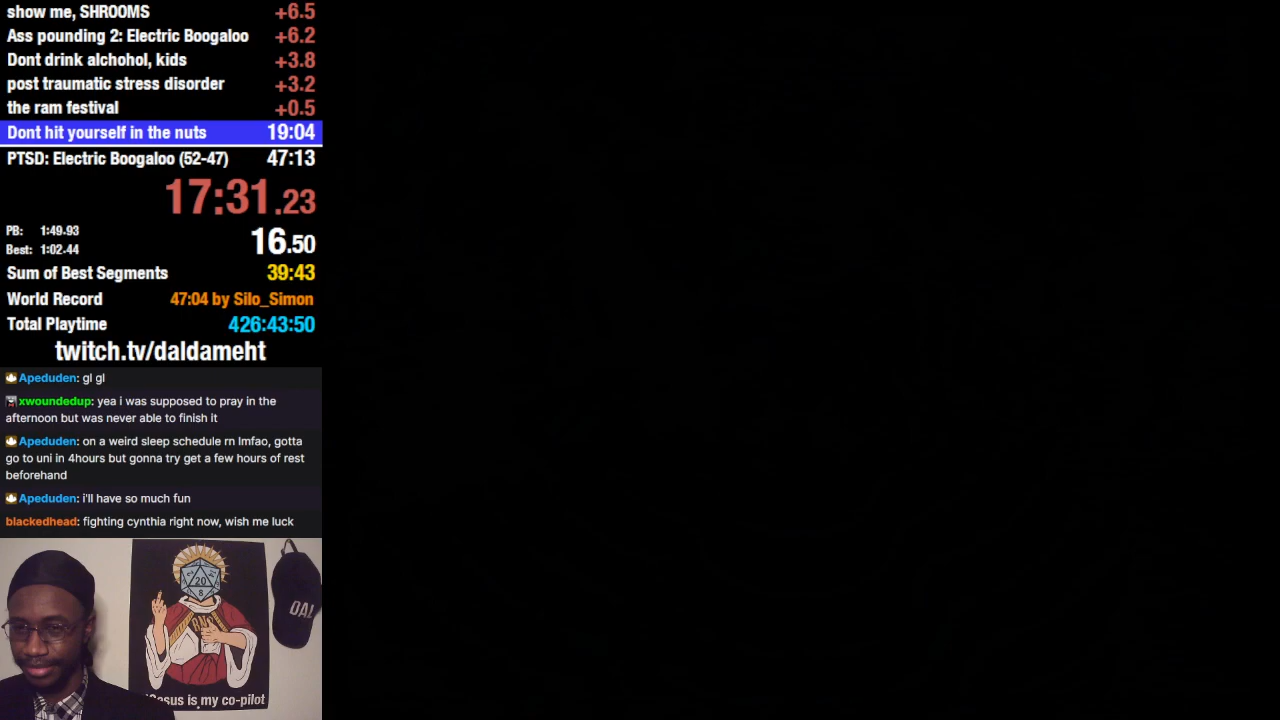 show me, SHROOMS +6.5
Ass pounding 2: Electric Boogaloo +6.2
Dont drink alchohol, kids +3.8
post traumatic stress disorder +3.2
the ram festival +0.5
Dont hit yourself in the nuts 19:04
PTSD: Electric Boogaloo (52-47) 47:13
17:31.23
PB: 1:49.93
Best: 1:02.44
16.50
Sum of Best Segments 39:43
World Record 47:04 by Silo_Simon
Total Playtime 426:43:50
twitch.tv/daldameht
Apeduden: gl gl
xwoundedup: yea i was supposed to pray in the
afternoon but was never able to finish it
Apeduden: on a weird sleep schedule rn lmfao, gotta
go to uni in 4hours but gonna try get a few hours of rest
beforehand
Apeduden: i'll have so much fun
blackedhead: fighting cynthia right now, wish me luck
20
8
DAL
is my co-pilot